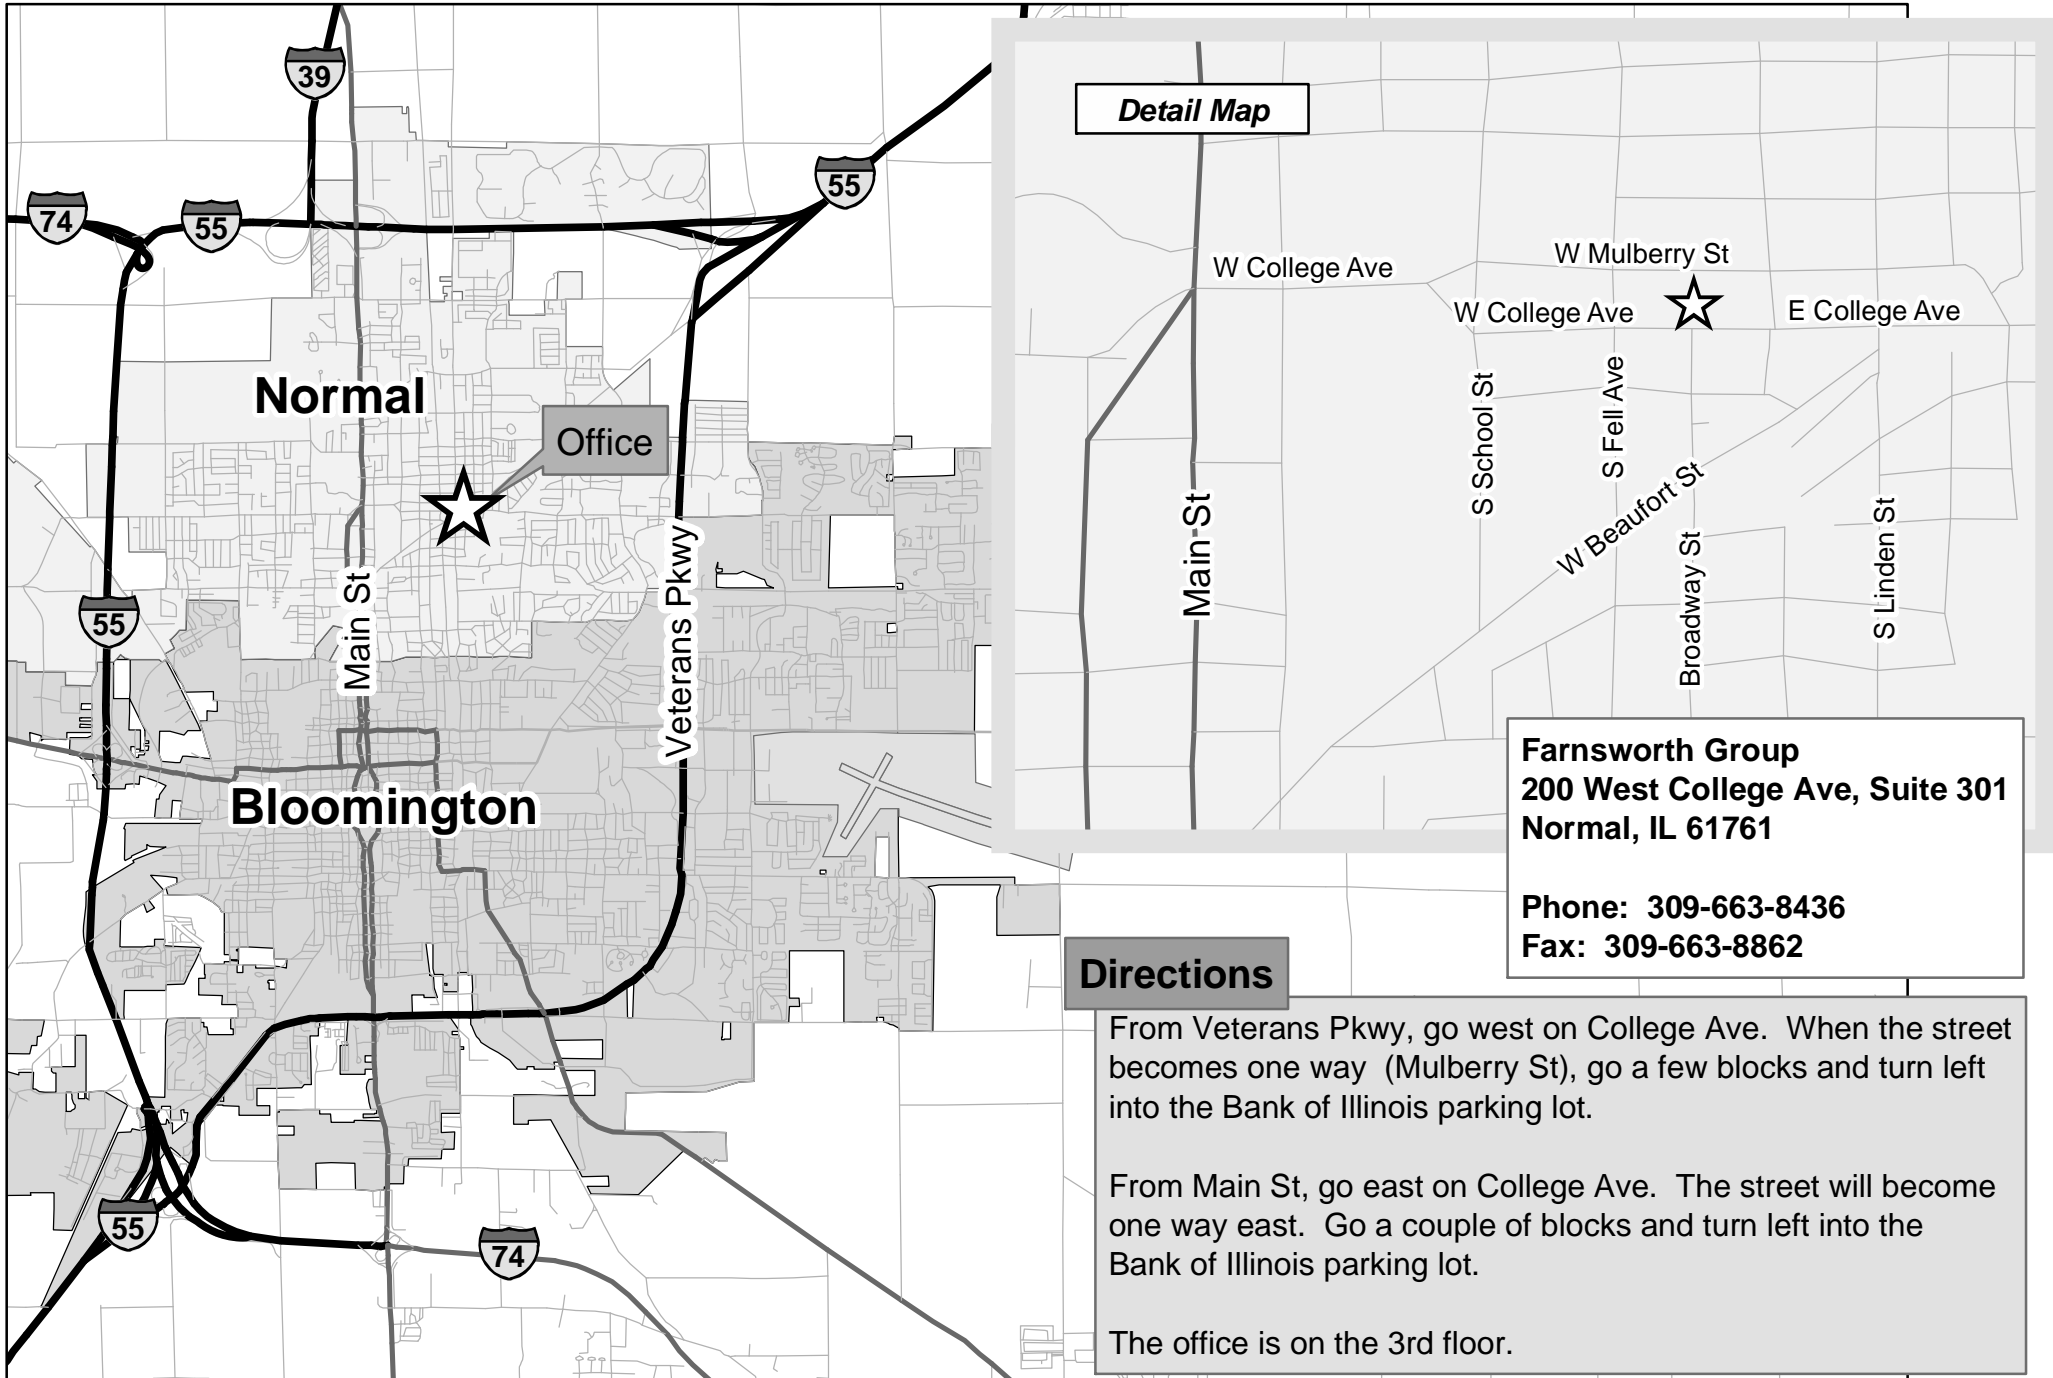 39
74
55
55
Normal
Office
55
Main St
Veterans Pkwy
Bloomington
55
74
Detail Map
W College Ave
W Mulberry St
W College Ave
E College Ave
S School St
S Fell Ave
W Beaufort St
Main St
Broadway St
S Linden St
Farnsworth Group
200 West College Ave, Suite 301
Normal, IL 61761
Phone: 309-663-8436
Fax: 309-663-8862
Directions
From Veterans Pkwy, go west on College Ave. When the street
becomes one way (Mulberry St), go a few blocks and turn left
into the Bank of Illinois parking lot.
From Main St, go east on College Ave. The street will become
one way east. Go a couple of blocks and turn left into the
Bank of Illinois parking lot.
The office is on the 3rd floor.